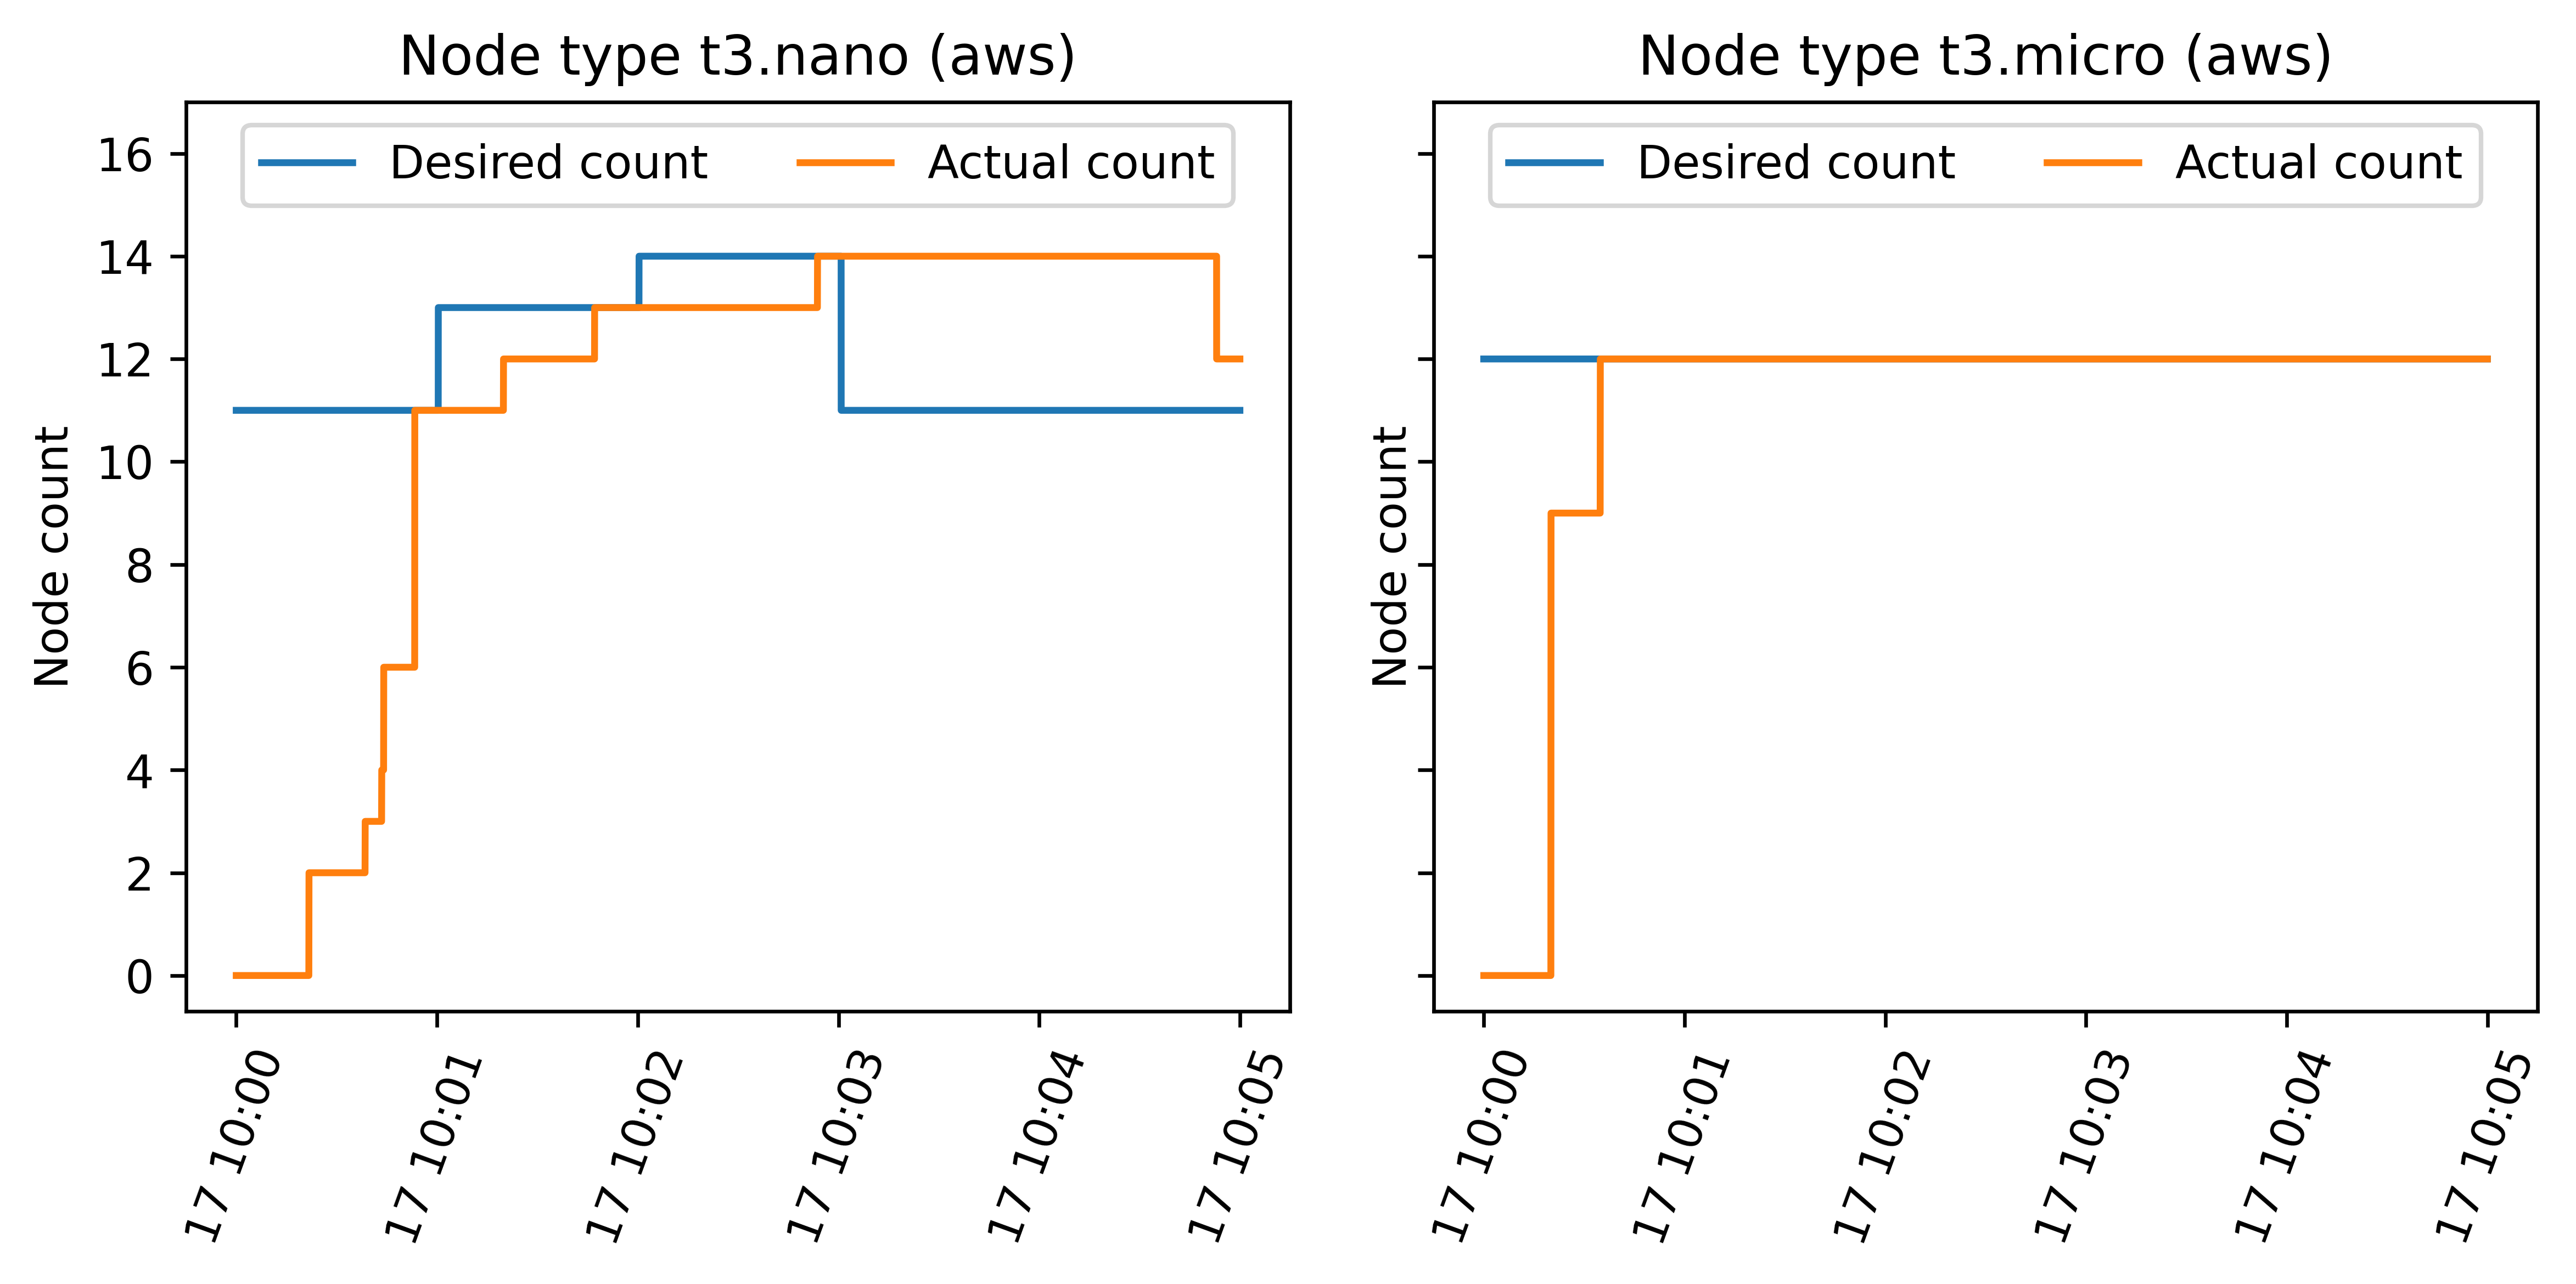 Node type t3.nano (aws)
Desired count
Actual count
Node count
16
14
12
10
8
6
4
2
0
17 10:00
17 10:01
17 10:02
17 10:03
17 10:04
17 10:05
Node type t3.micro (aws)
Desired count
Actual count
Node count
17 10:00
17 10:01
17 10:02
17 10:03
17 10:04
17 10:05